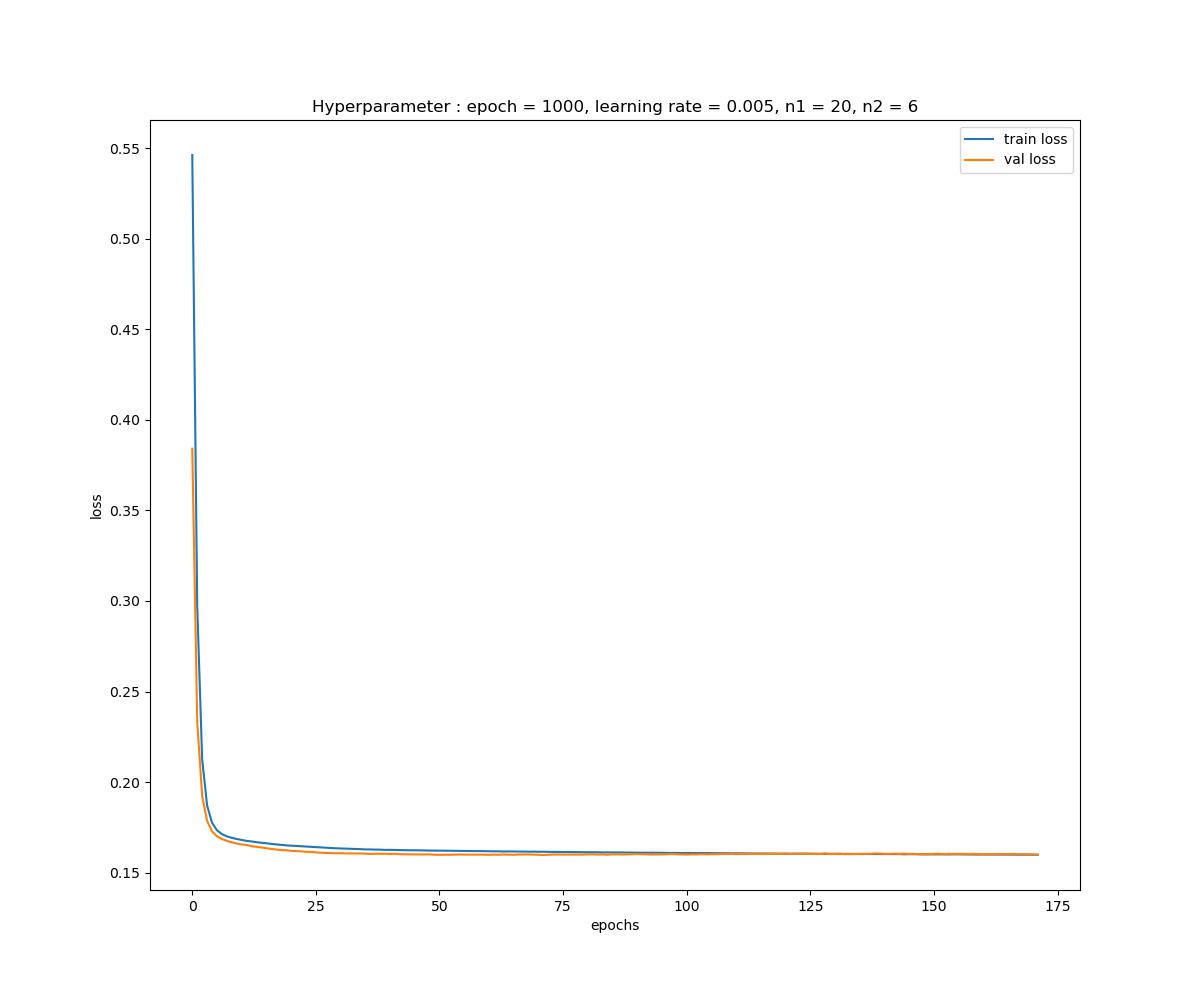 Hyperparameter : epoch = 1000, learning rate = 0.005, n1 = 20, n2 = 6
train loss
val loss
0.55
0.50
0.45
0.40
0.35
0.30
0.25
0.20
0.15
loss
0 25 50 75 100 125 150 175
epochs